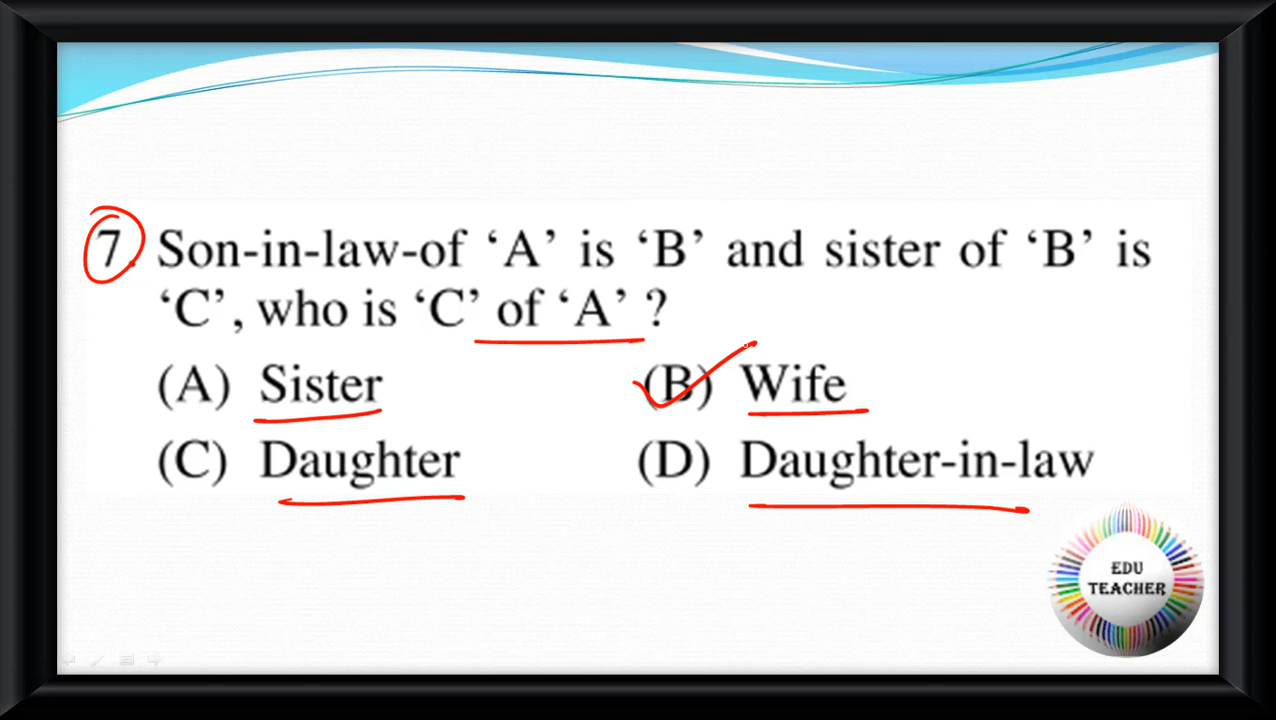 7. Son-in-law-of ‘A’ is ‘B’ and sister of ‘B’ is
‘C’, who is ‘C’ of ‘A’ ?
(A) Sister (B) Wife
(C) Daughter (D) Daughter-in-law
EDU
TEACHER